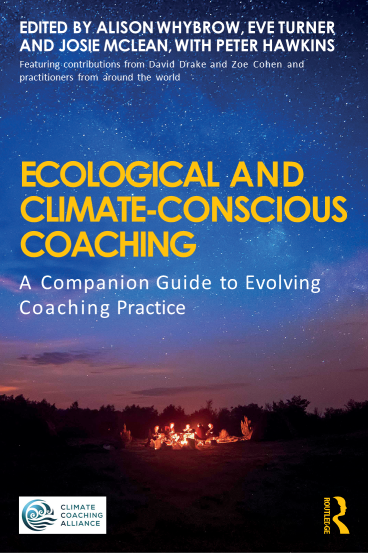 EDITED BY ALISON WHYBROW, EVE TURNER
AND JOSIE MCLEAN, WITH PETER HAWKINS
Featuring contributions from David Drake and Zoe Cohen and
practitioners from around the world
ECOLOGICAL AND
CLIMATE-CONSCIOUS
COACHING
A Companion Guide to Evolving
Coaching Practice
CLIMATE
COACHING
ALLIANCE
ROUTLEDGE